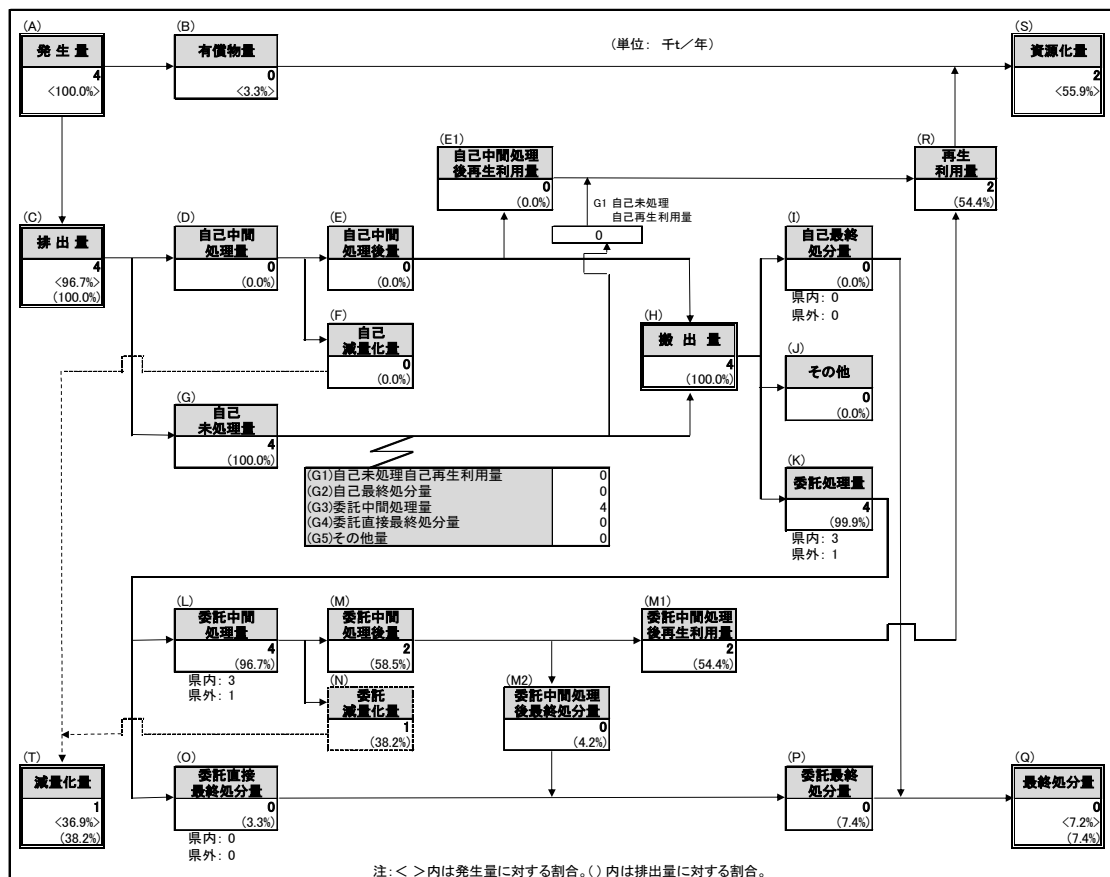 (A)
発 生 量
4
<100.0%>
(B)
有償物量
0
<3.3%>
(単位： 千t／年)
(S)
資源化量
2
<55.9%>
(E1)
自己中間処理
後再生利用量
0
(0.0%)
(R)
再生
利用量
2
(54.4%)
G1 自己未処理
自己再生利用量
0
(C)
排 出 量
4
<96.7%>
(100.0%)
(D)
自己中間
処理量
0
(0.0%)
(E)
自己中間
処理後量
0
(0.0%)
(I)
自己最終
処分量
0
(0.0%)
県内： 0
県外： 0
(F)
自己
減量化量
0
(0.0%)
(H)
搬 出 量
4
(100.0%)
(J)
その他
0
(0.0%)
(G)
自己
未処理量
4
(100.0%)
(G1)自己未処理自己再生利用量 0
(G2)自己最終処分量 0
(G3)委託中間処理量 4
(G4)委託直接最終処分量 0
(G5)その他量 0
(K)
委託処理量
4
(99.9%)
県内： 3
県外： 1
(L)
委託中間
処理量
4
(96.7%)
県内： 3
県外： 1
(M)
委託中間
処理後量
2
(58.5%)
(M1)
委託中間処理
後再生利用量
2
(54.4%)
(N)
委託
減量化量
1
(38.2%)
(M2)
委託中間処理
後最終処分量
0
(4.2%)
(T)
減量化量
1
<36.9%>
(38.2%)
(O)
委託直接
最終処分量
0
(3.3%)
県内： 0
県外： 0
(P)
委託最終
処分量
0
(7.4%)
(Q)
最終処分量
0
<7.2%>
(7.4%)
注：＜ ＞内は発生量に対する割合。( ) 内は排出量に対する割合。